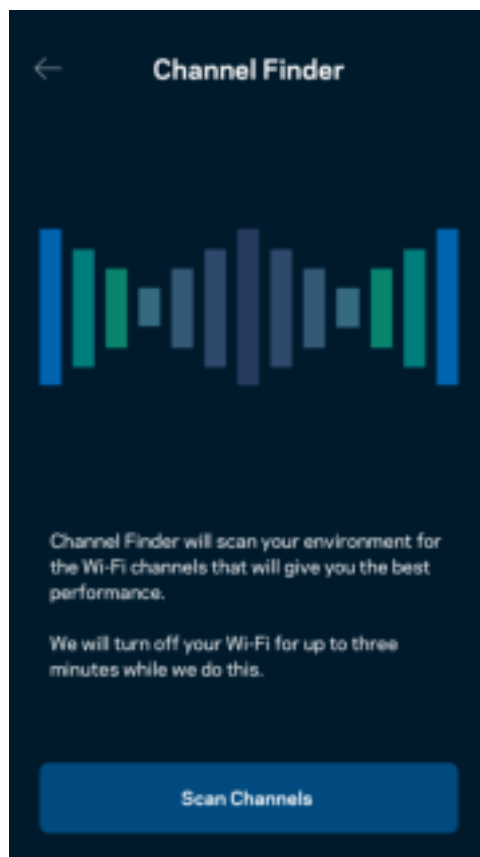 Channel Finder
Channel Finder will scan your environment for
the Wi-Fi channels that will give you the best
performance.
We will turn off your Wi-Fi for up to three
minutes while we do this.
Scan Channels